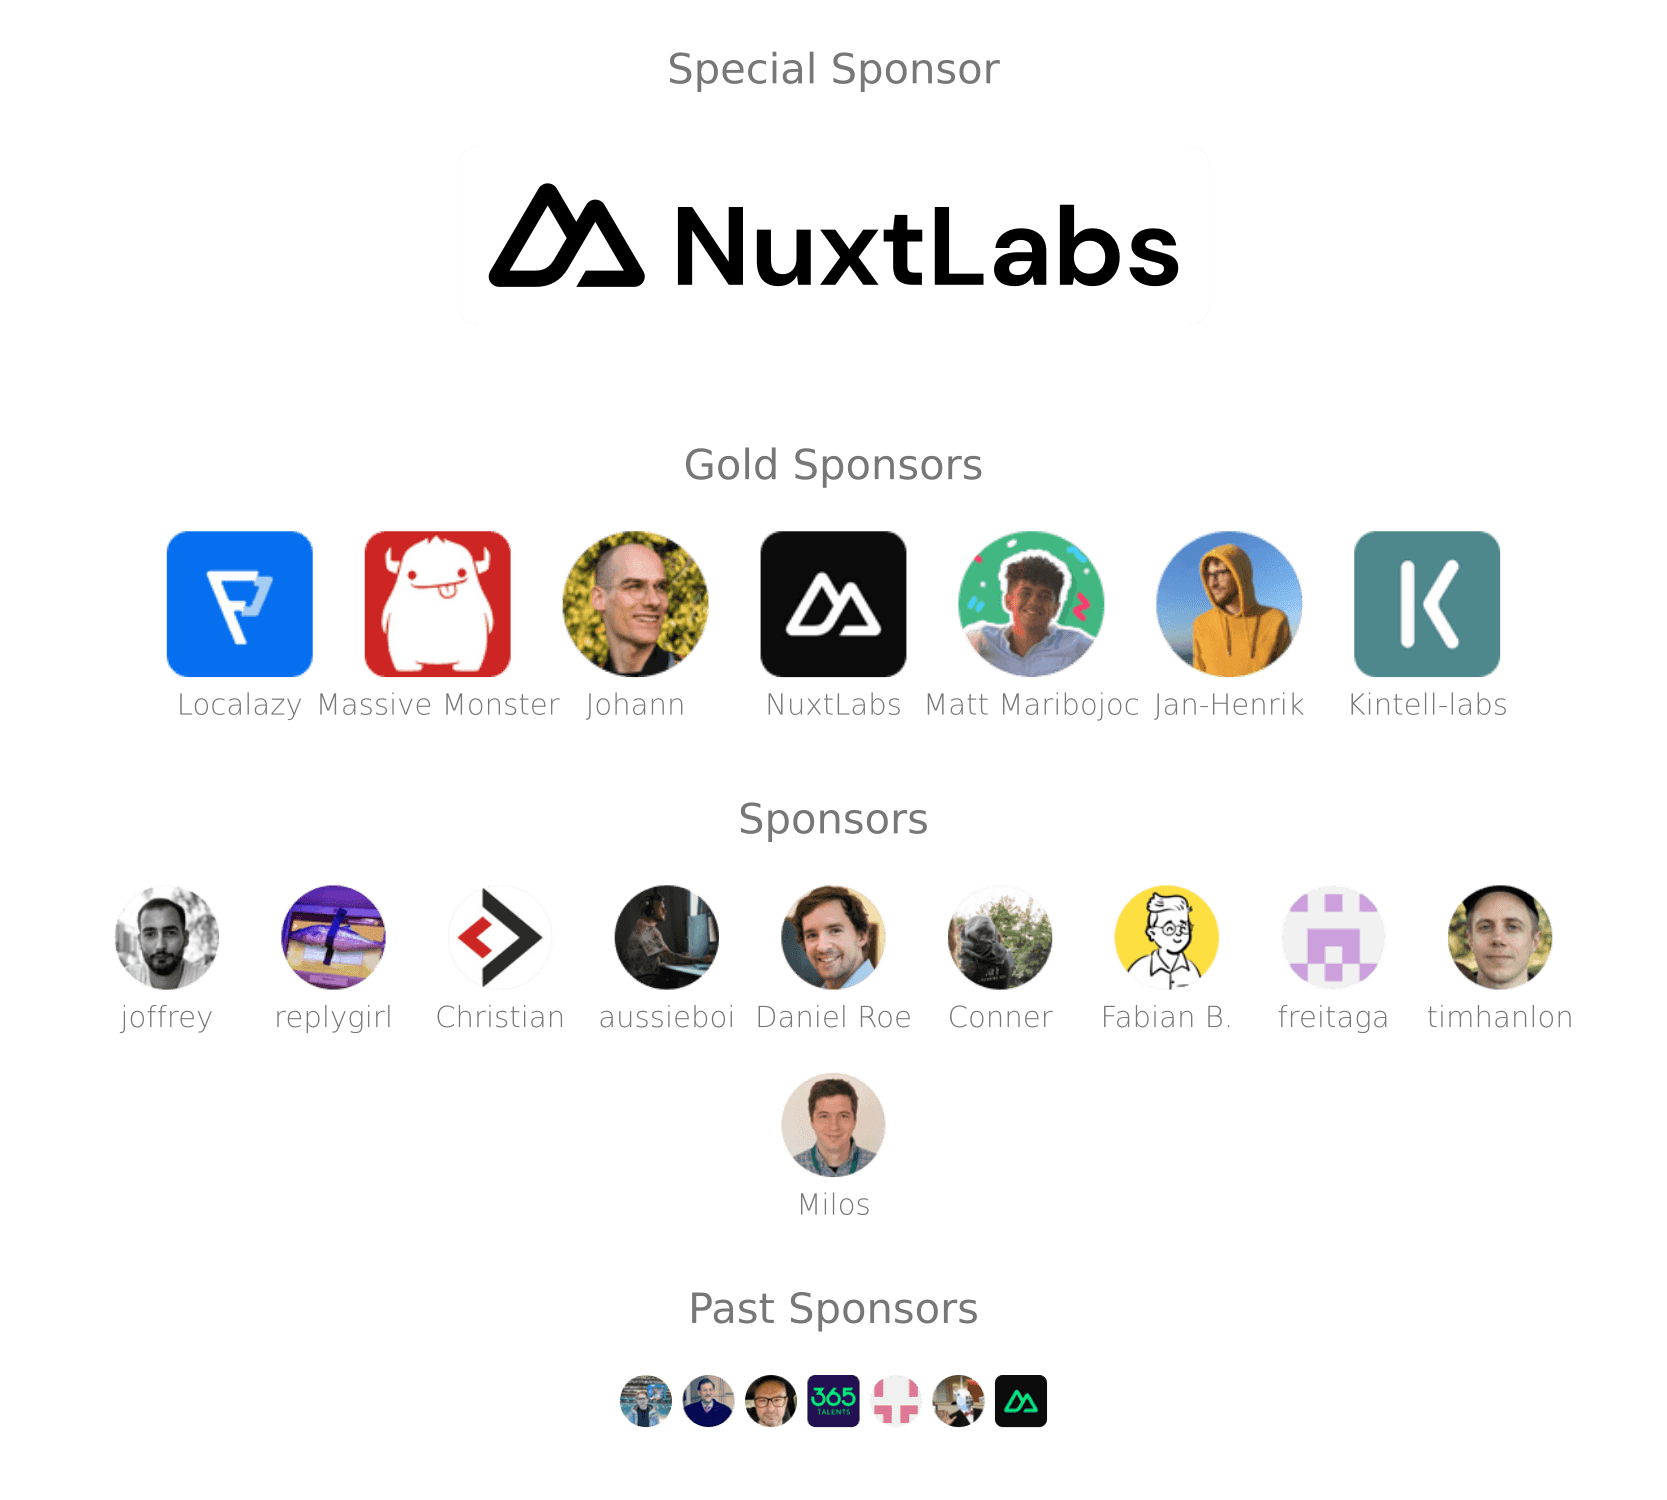 Special Sponsor
NuxtLabs
Gold Sponsors
Localazy Massive Monster Johann NuxtLabs Matt Maribojoc Jan-Henrik Kintell-labs
Sponsors
joffrey replygirl Christian aussieboi Daniel Roe Conner Fabian B. freitaga timhanlon
Milos
Past Sponsors
365
TALENTS